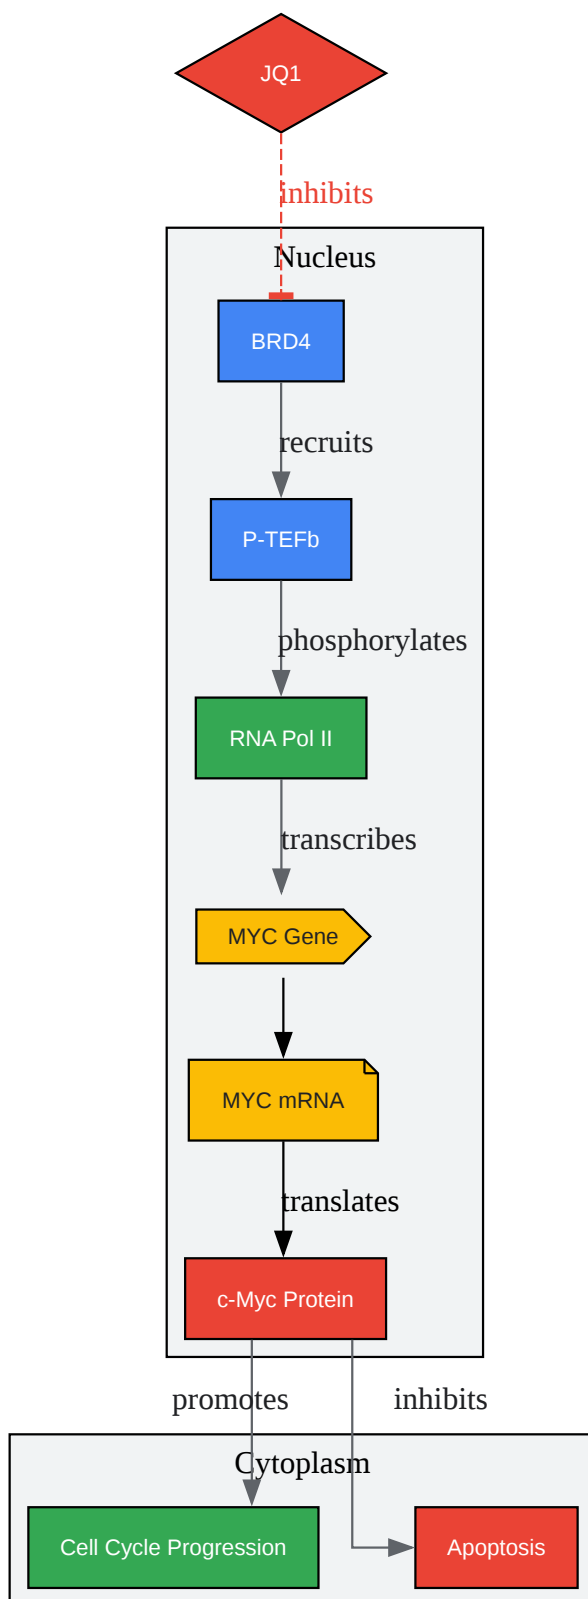 JQ1
inhibits
Nucleus
BRD4
recruits
P-TEFb
phosphorylates
RNA Pol II
transcribes
MYC Gene
MYC mRNA
translates
c-Myc Protein
promotes
inhibits
Cytoplasm
Cell Cycle Progression
Apoptosis